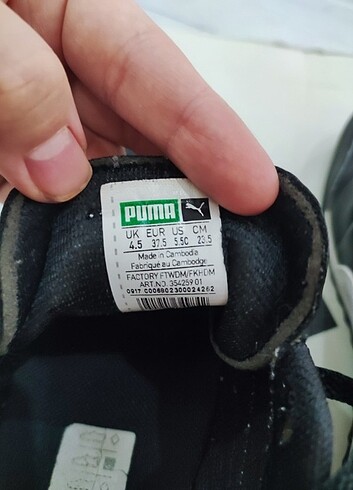 PUMA
UK EUR US CM
4.5 37.5 5.5C 23.5
Made in Cambodia
Fabriqué au Cambodge
FACTORY FTWDM/FKHDM
ART.NO. 354259 01
0917 C006802300024262